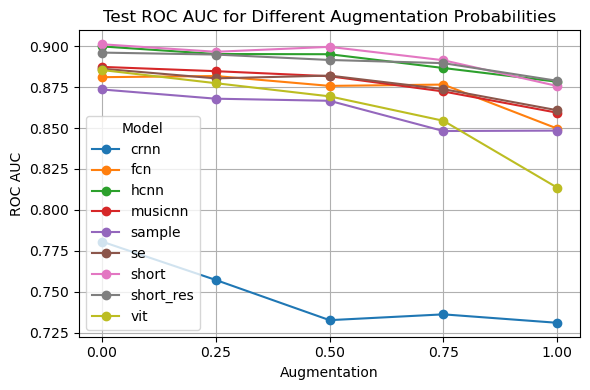 Test ROC AUC for Different Augmentation Probabilities
ROC AUC
0.900
0.875
0.850
0.825
0.800
0.775
0.750
0.725
Model
crnn
fcn
hcnn
musicnn
sample
se
short
short_res
vit
0.00 0.25 0.50 0.75 1.00
Augmentation